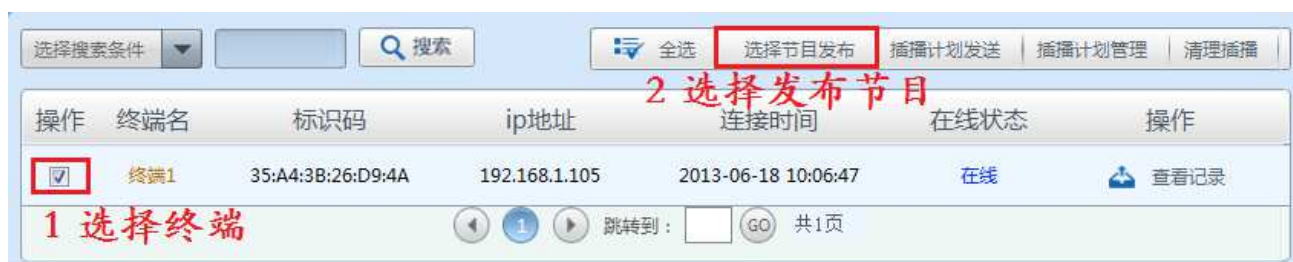 选择搜索条件 搜索 全选 选择节目发布 插播计划发送 插播计划管理 清理插播
2 选择发布节目
操作 终端名 标识码 ip地址 连接时间 在线状态 操作
终端1 35:A4:3B:26:D9:4A 192.168.1.105 2013-06-18 10:06:47 在线 查看记录
1 选择终端
1 跳转到: GO 共1页